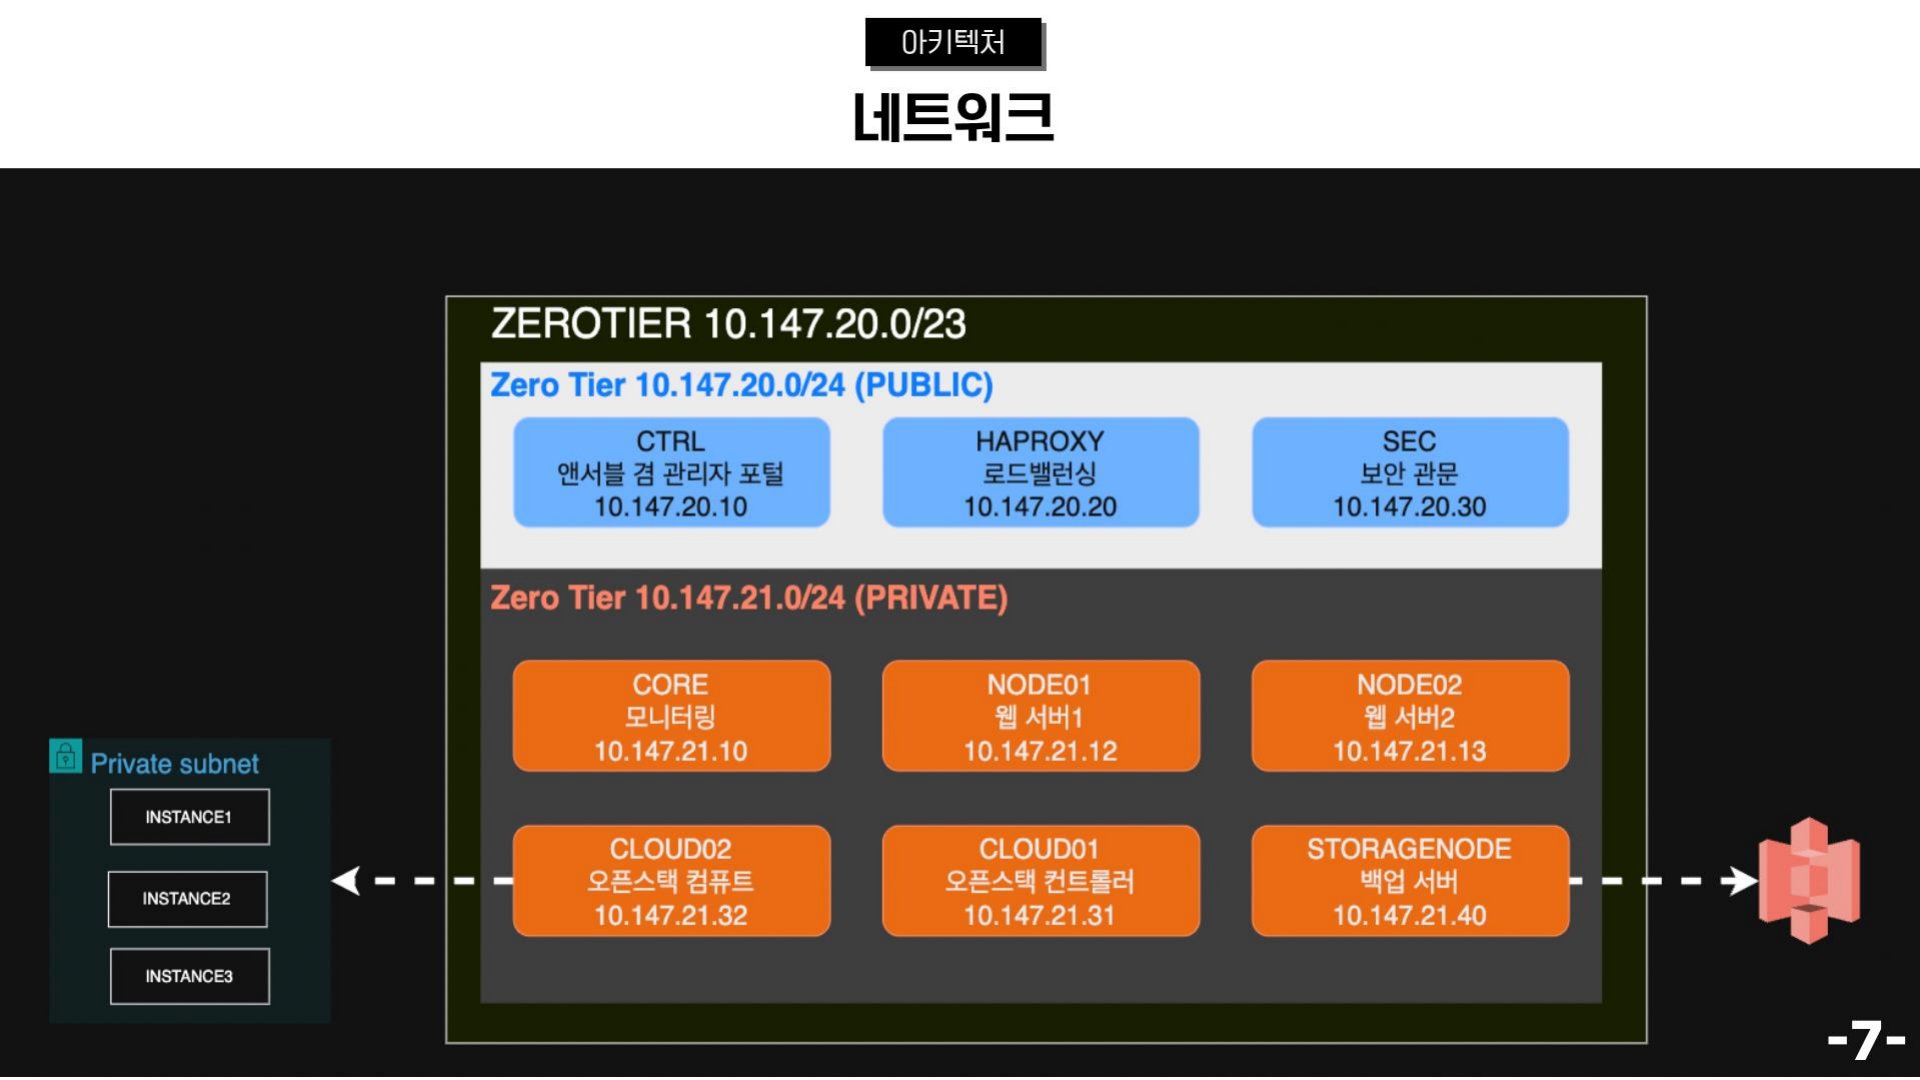 아키텍처
네트워크
ZEROTIER 10.147.20.0/23
Zero Tier 10.147.20.0/24 (PUBLIC)
CTRL
앤서블 겸 관리자 포털
10.147.20.10
HAPROXY
로드밸런싱
10.147.20.20
SEC
보안 관문
10.147.20.30
Zero Tier 10.147.21.0/24 (PRIVATE)
CORE
모니터링
10.147.21.10
NODE01
웹 서버1
10.147.21.12
NODE02
웹 서버2
10.147.21.13
CLOUD02
오픈스택 컴퓨트
10.147.21.32
CLOUD01
오픈스택 컨트롤러
10.147.21.31
STORAGENODE
백업 서버
10.147.21.40
Private subnet
INSTANCE1
INSTANCE2
INSTANCE3
-7-